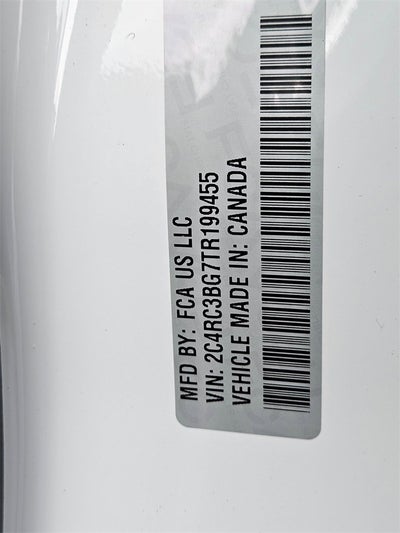 MFD BY: FCA US LLC
VIN: 2C4RC3BG7TR199455
VEHICLE MADE IN: CANADA